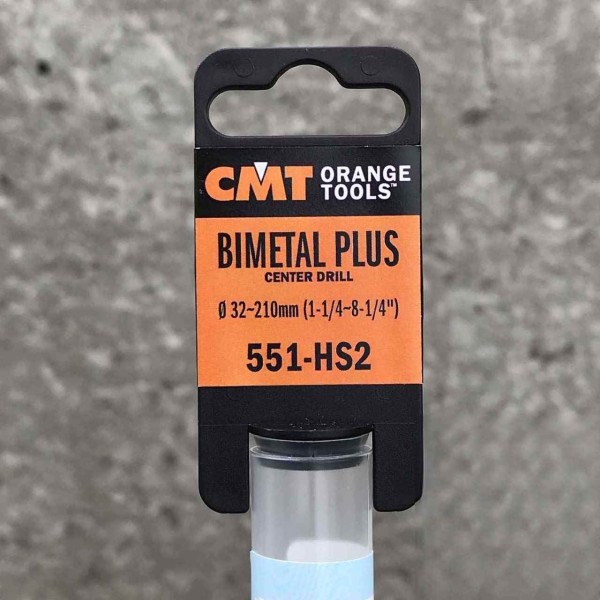 CMT ORANGE
TOOLS™
BIMETAL PLUS
CENTER DRILL
Ø 32~210mm (1-1/4~8-1/4")
551-HS2